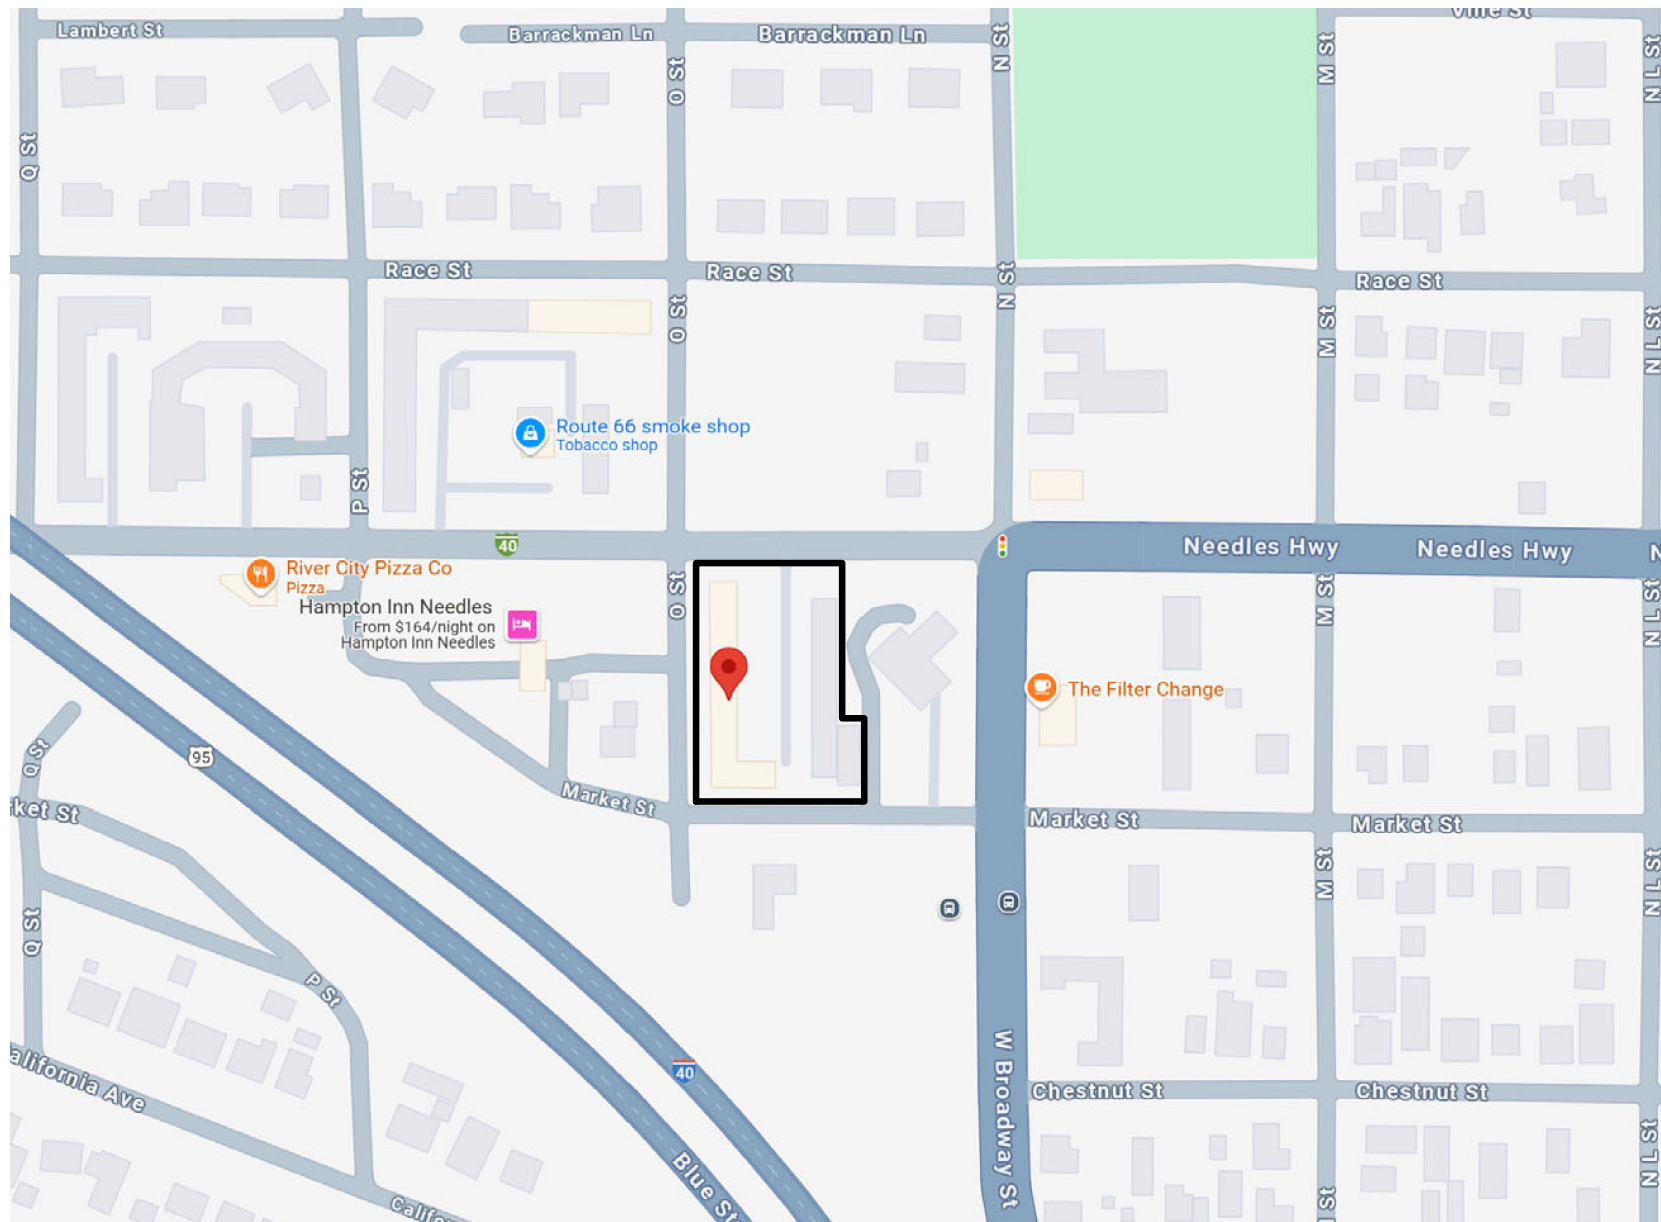 Lambert St
Barrackman Ln
Barrackman Ln
Q St
O St
N St
M St
N L St
Race St
Race St
Race St
O St
N St
M St
N L St
P St
Route 66 smoke shop
Tobacco shop
40
Needles Hwy
Needles Hwy
N
River City Pizza Co
Pizza
Hampton Inn Needles
From $164/night on
Hampton Inn Needles
O St
M St
N L St
The Filter Change
95
Q St
Market St
Market St
Market St
ket St
M St
N L St
Q St
P St
40
W Broadway St
Chestnut St
Chestnut St
alifornia Ave
Blue St
Califo
N L St
St